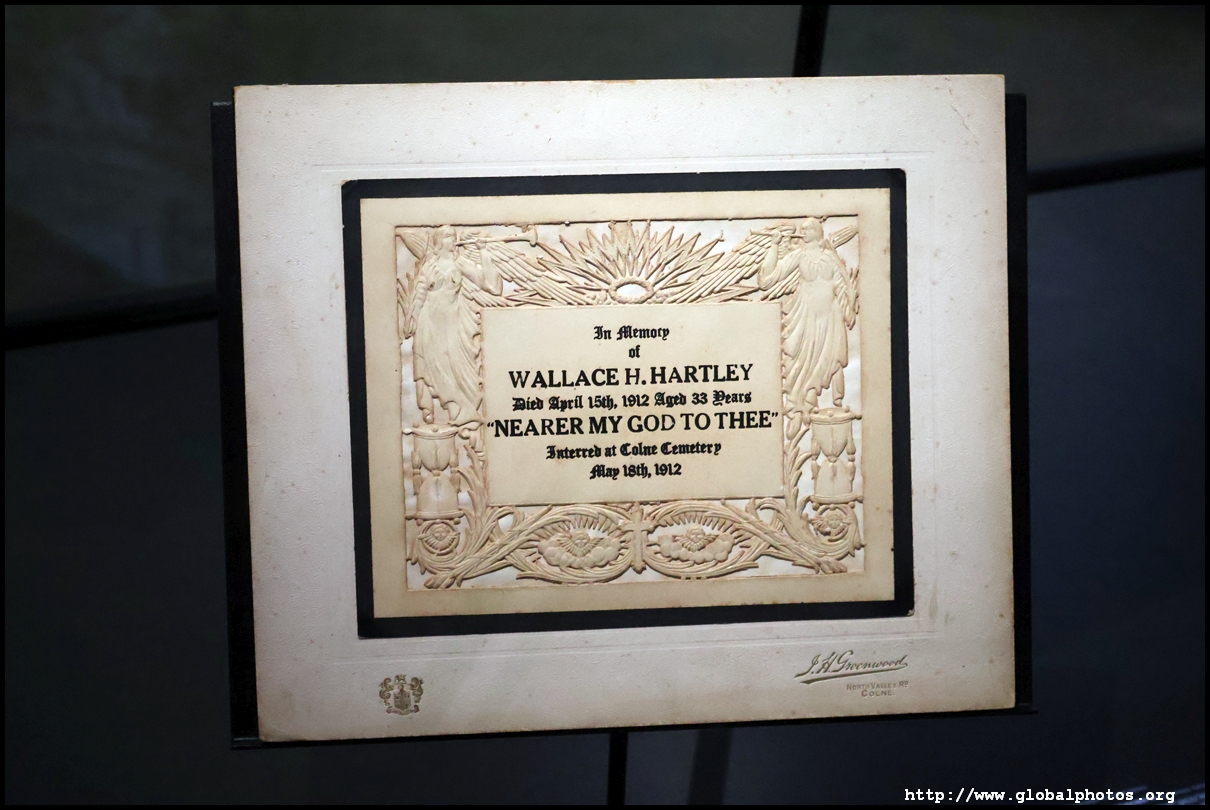 In Memory
of
WALLACE H. HARTLEY
Died April 15th, 1912 Aged 33 Years
"NEARER MY GOD TO THEE"
Interred at Colne Cemetery
May 18th, 1912
J. H. Greenwood
NORTH VALLEY RD
COLNE.
http://www.globalphotos.org